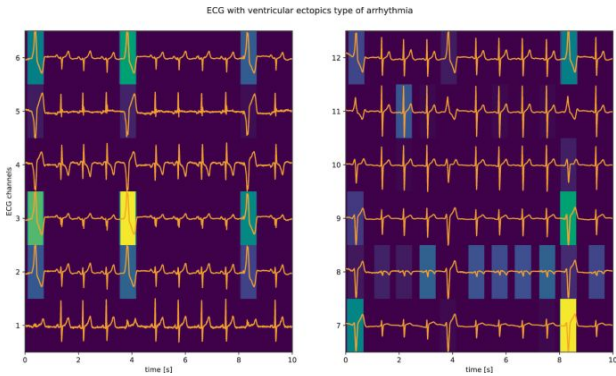 ECG with ventricular ectopics type of arrhythmia
ECG channels
6
5
4
3
2
1
0 2 4 6 8 10
time [s]
12
11
10
9
8
7
0 2 4 6 8 10
time [s]